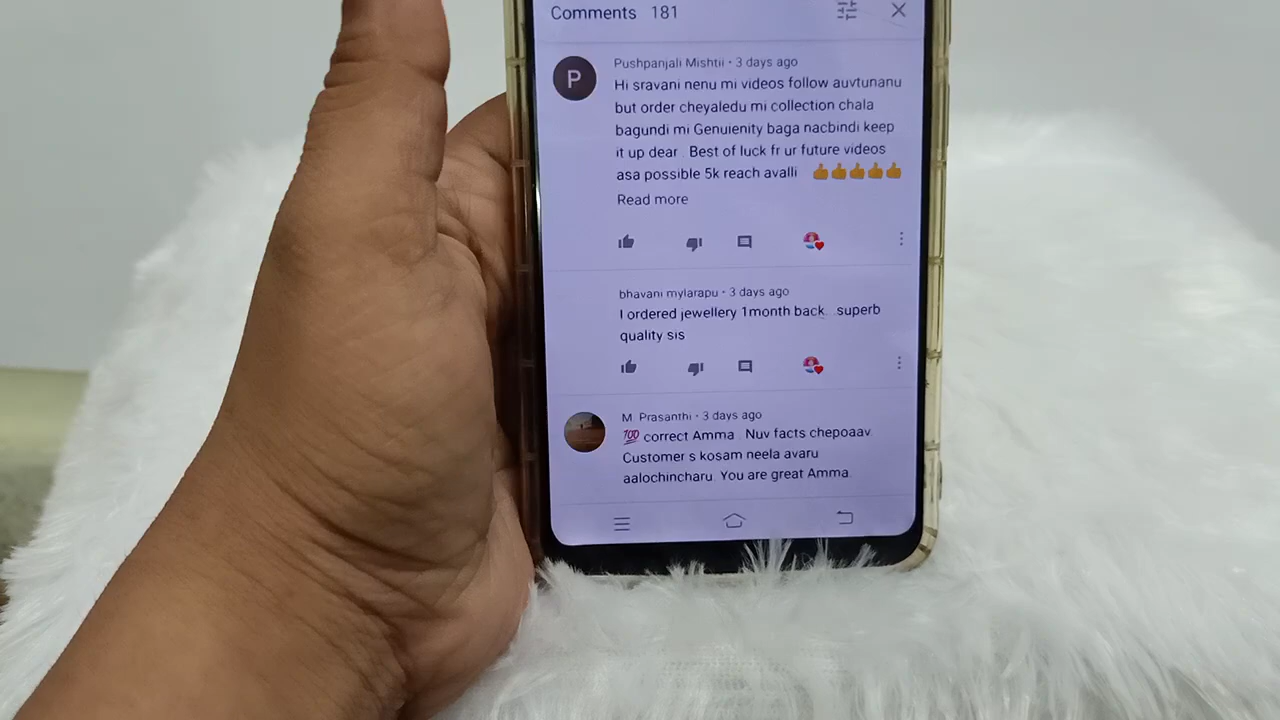 Comments 181
Pushpanjali Mishtii · 3 days ago
P
Hi sravani nenu mi videos follow auvtunanu
but order cheyaledu mi collection chala
bagundi mi Genuienity baga nacbindi keep
it up dear . Best of luck fr ur future videos
asa possible 5k reach avalli 👍👍👍👍👍
Read more
bhavani mylarapu · 3 days ago
I ordered jewellery 1month back...superb
quality sis
M Prasanthi · 3 days ago
💯 correct Amma . Nuv facts chepoaav.
Customer s kosam neela avaru
aalochincharu. You are great Amma.